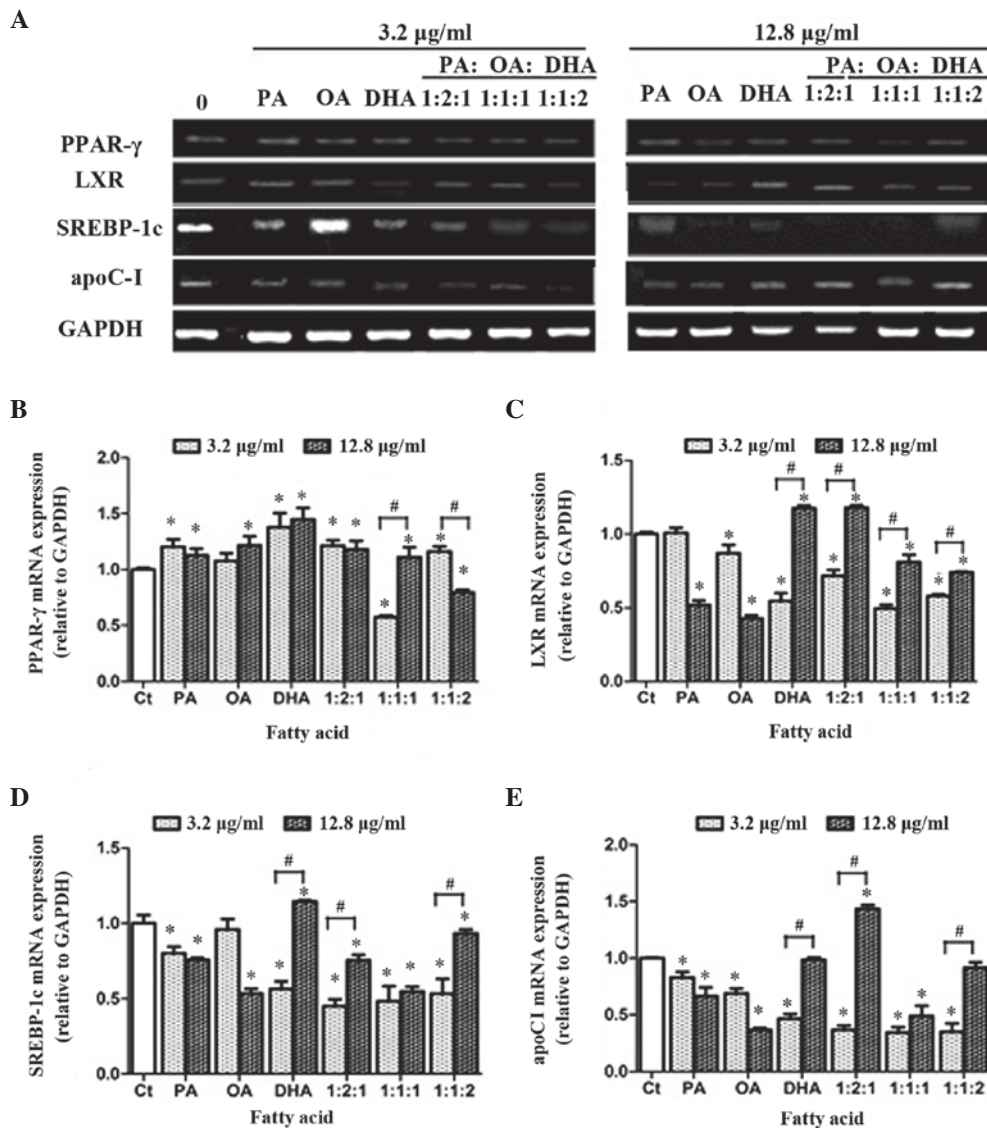 A
3.2 µg/ml
12.8 µg/ml
PA: OA: DHA
PA: OA: DHA
0 PA OA DHA 1:2:1 1:1:1 1:1:2
PA OA DHA 1:2:1 1:1:1 1:1:2
PPAR-γ
LXR
SREBP-1c
apoC-I
GAPDH
B
3.2 µg/ml 12.8 µg/ml
PPAR-γ mRNA expression
(relative to GAPDH)
2.0
1.5
1.0
0.5
0.0
* * * * * * * * # * * # *
Ct PA OA DHA 1:2:1 1:1:1 1:1:2
Fatty acid
C
3.2 µg/ml 12.8 µg/ml
LXR mRNA expression
(relative to GAPDH)
1.5
1.0
0.5
0.0
* * * * # * * # * * # * * # *
Ct PA OA DHA 1:2:1 1:1:1 1:1:2
Fatty acid
D
3.2 µg/ml 12.8 µg/ml
SREBP-1c mRNA expression
(relative to GAPDH)
1.5
1.0
0.5
0.0
* * * * # * * # * * * * # *
Ct PA OA DHA 1:2:1 1:1:1 1:1:2
Fatty acid
E
3.2 µg/ml 12.8 µg/ml
apoC1 mRNA expression
(relative to GAPDH)
2.0
1.5
1.0
0.5
0.0
* * * * * # * # * * * * #
Ct PA OA DHA 1:2:1 1:1:1 1:1:2
Fatty acid